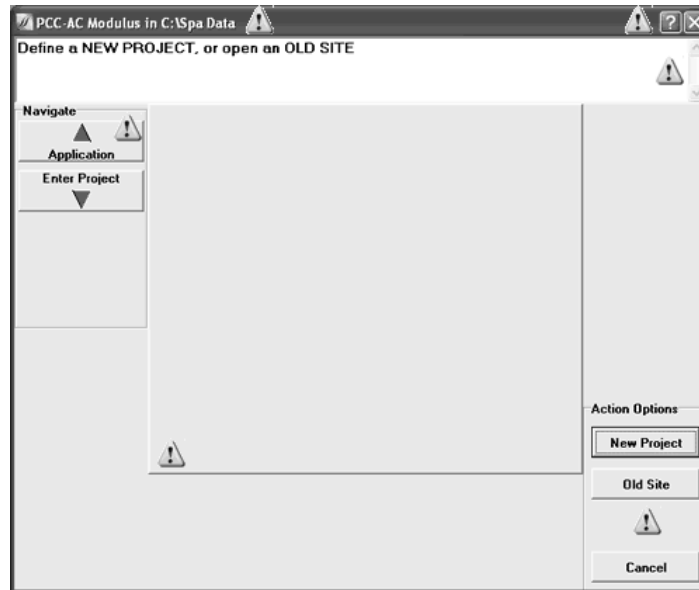 PCC-AC Modulus in C:\Spa Data
Define a NEW PROJECT, or open an OLD SITE
Navigate
Application
Enter Project
Action Options
New Project
Old Site
Cancel